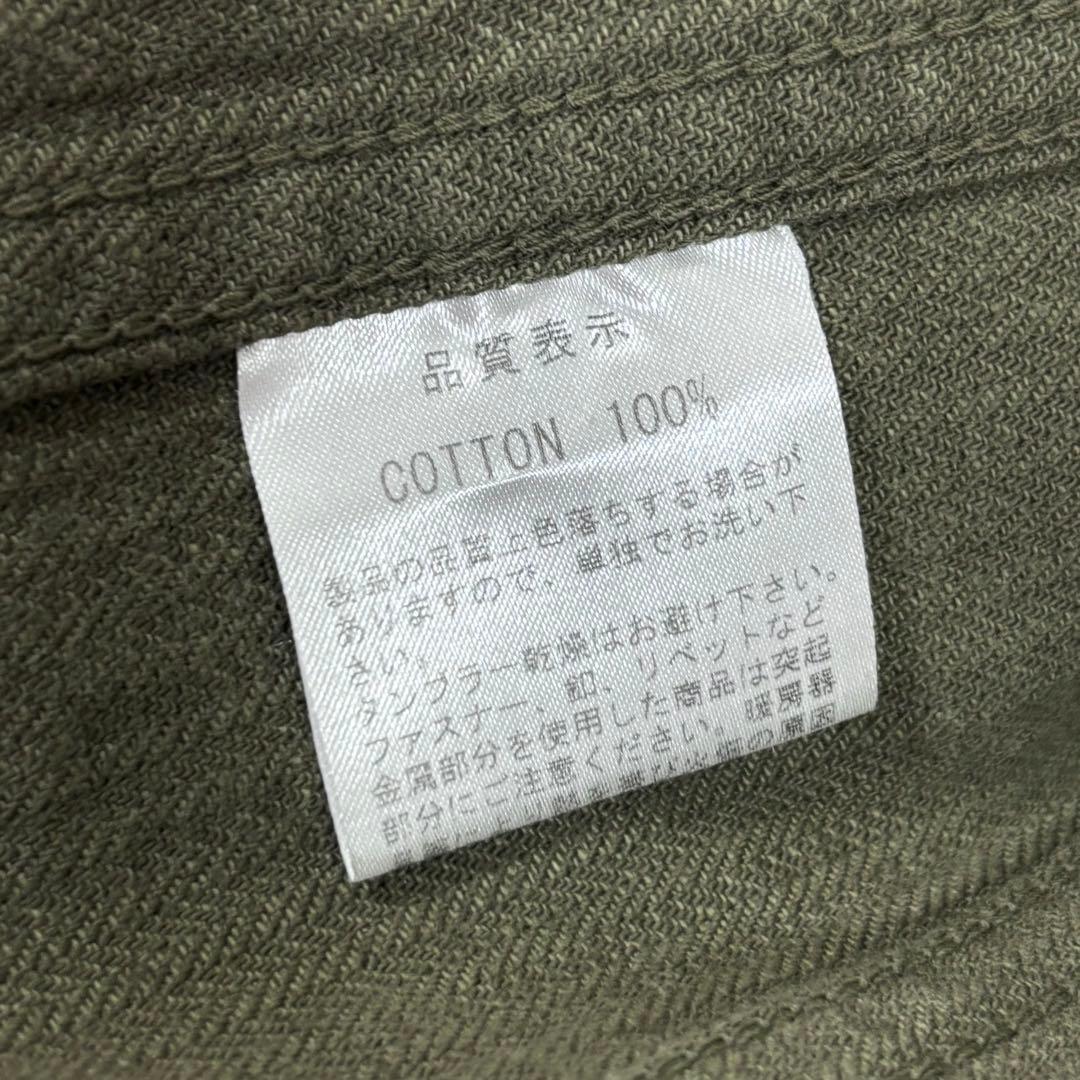 品質表示
COTTON 100%
製品の品質上色落ちする場合が
ありますので、単独でお洗い下
さい。
タンブラー乾燥はお避け下さい。
ファスナー、釦、リベットなど
金属部分を使用した商品は突起
部分にご注意ください。暖房器